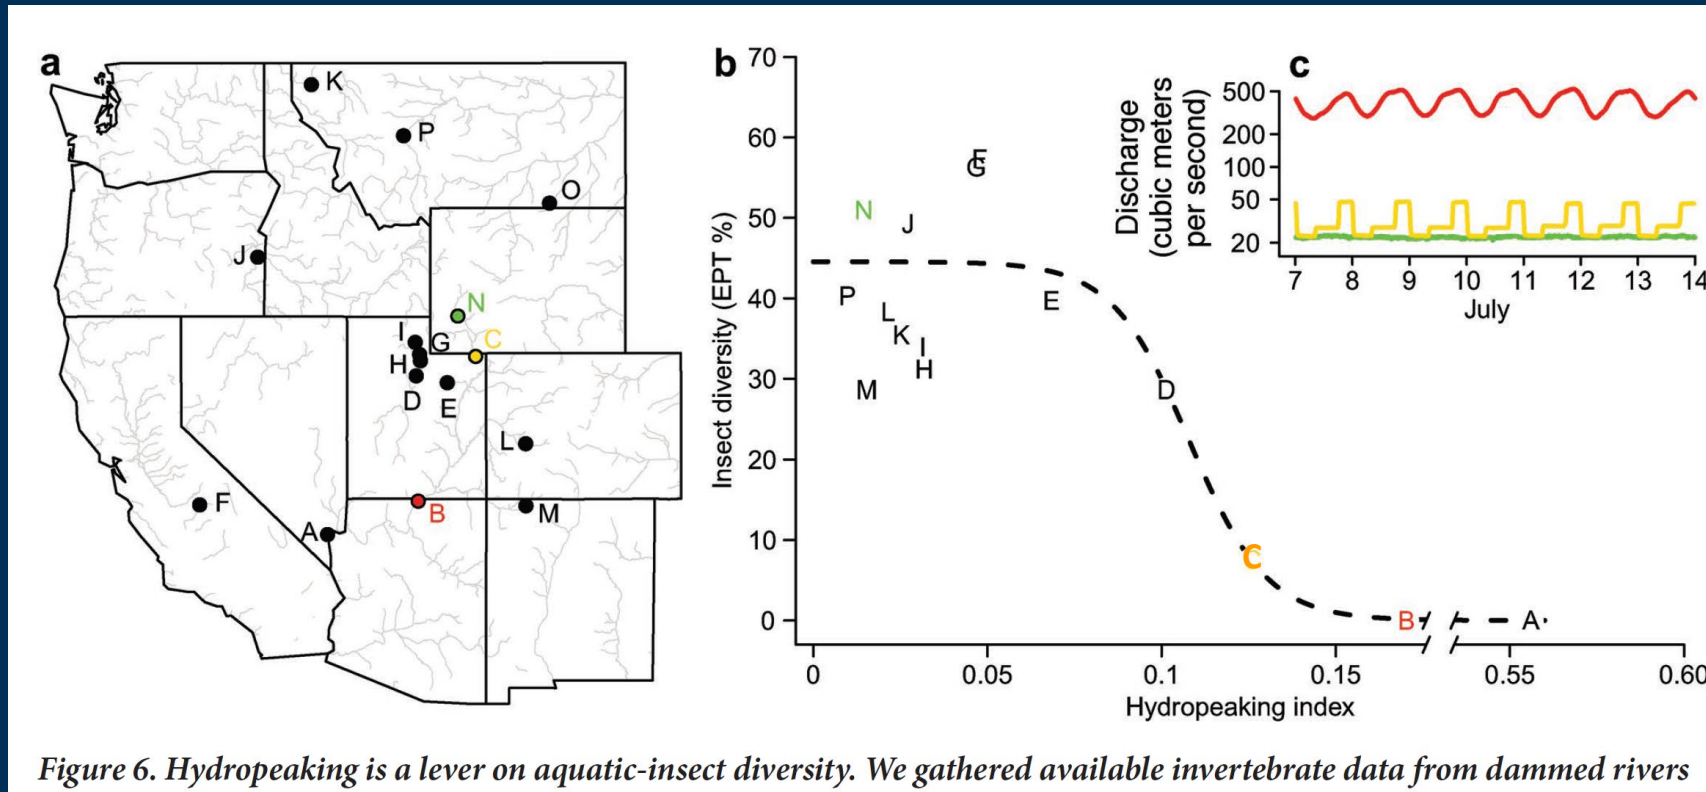 a
K
P
O
J
N
I
G
C
H
D
E
L
F
B
M
A
b
Insect diversity (EPT %)
70
60
50
40
30
20
10
0
F
G
N
J
P
L
K
I
H
M
E
D
C
B
A
0 0.05 0.1 0.15 0.55 0.60
Hydropeaking index
c
Discharge
(cubic meters
per second)
500
200
100
50
20
7 8 9 10 11 12 13 14
July
Figure 6. Hydropeaking is a lever on aquatic-insect diversity. We gathered available invertebrate data from dammed rivers